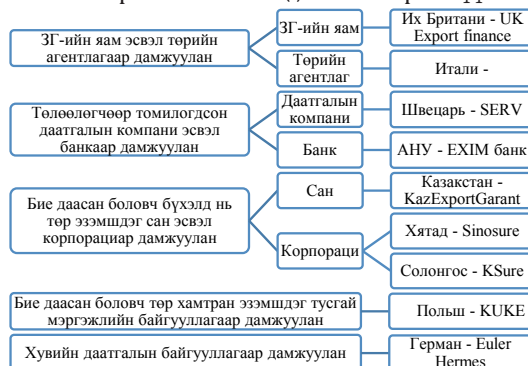 ЗГ-ийн яам эсвэл төрийн
агентлагаар дамжуулан
ЗГ-ийн яам
Их Британи - UK
Export finance
Төрийн
агентлаг
Итали -
Төлөөлөгчөөр томилогдсон
даатгалын компани эсвэл
банкаар дамжуулан
Даатгалын
компани
Швецарь - SERV
Банк
АНУ - EXIM банк
Бие даасан боловч бүхэлд нь
төр эзэмшдэг сан эсвэл
корпорациар дамжуулан
Сан
Казакстан -
KazExportGarant
Корпораци
Хятад - Sinosure
Солонгос - KSure
Бие даасан боловч төр хамтран эзэмшдэг тусгай
мэргэжлийн байгууллагаар дамжуулан
Польш - KUKE
Хувийн даатгалын байгууллагаар дамжуулан
Герман - Euler
Hermes